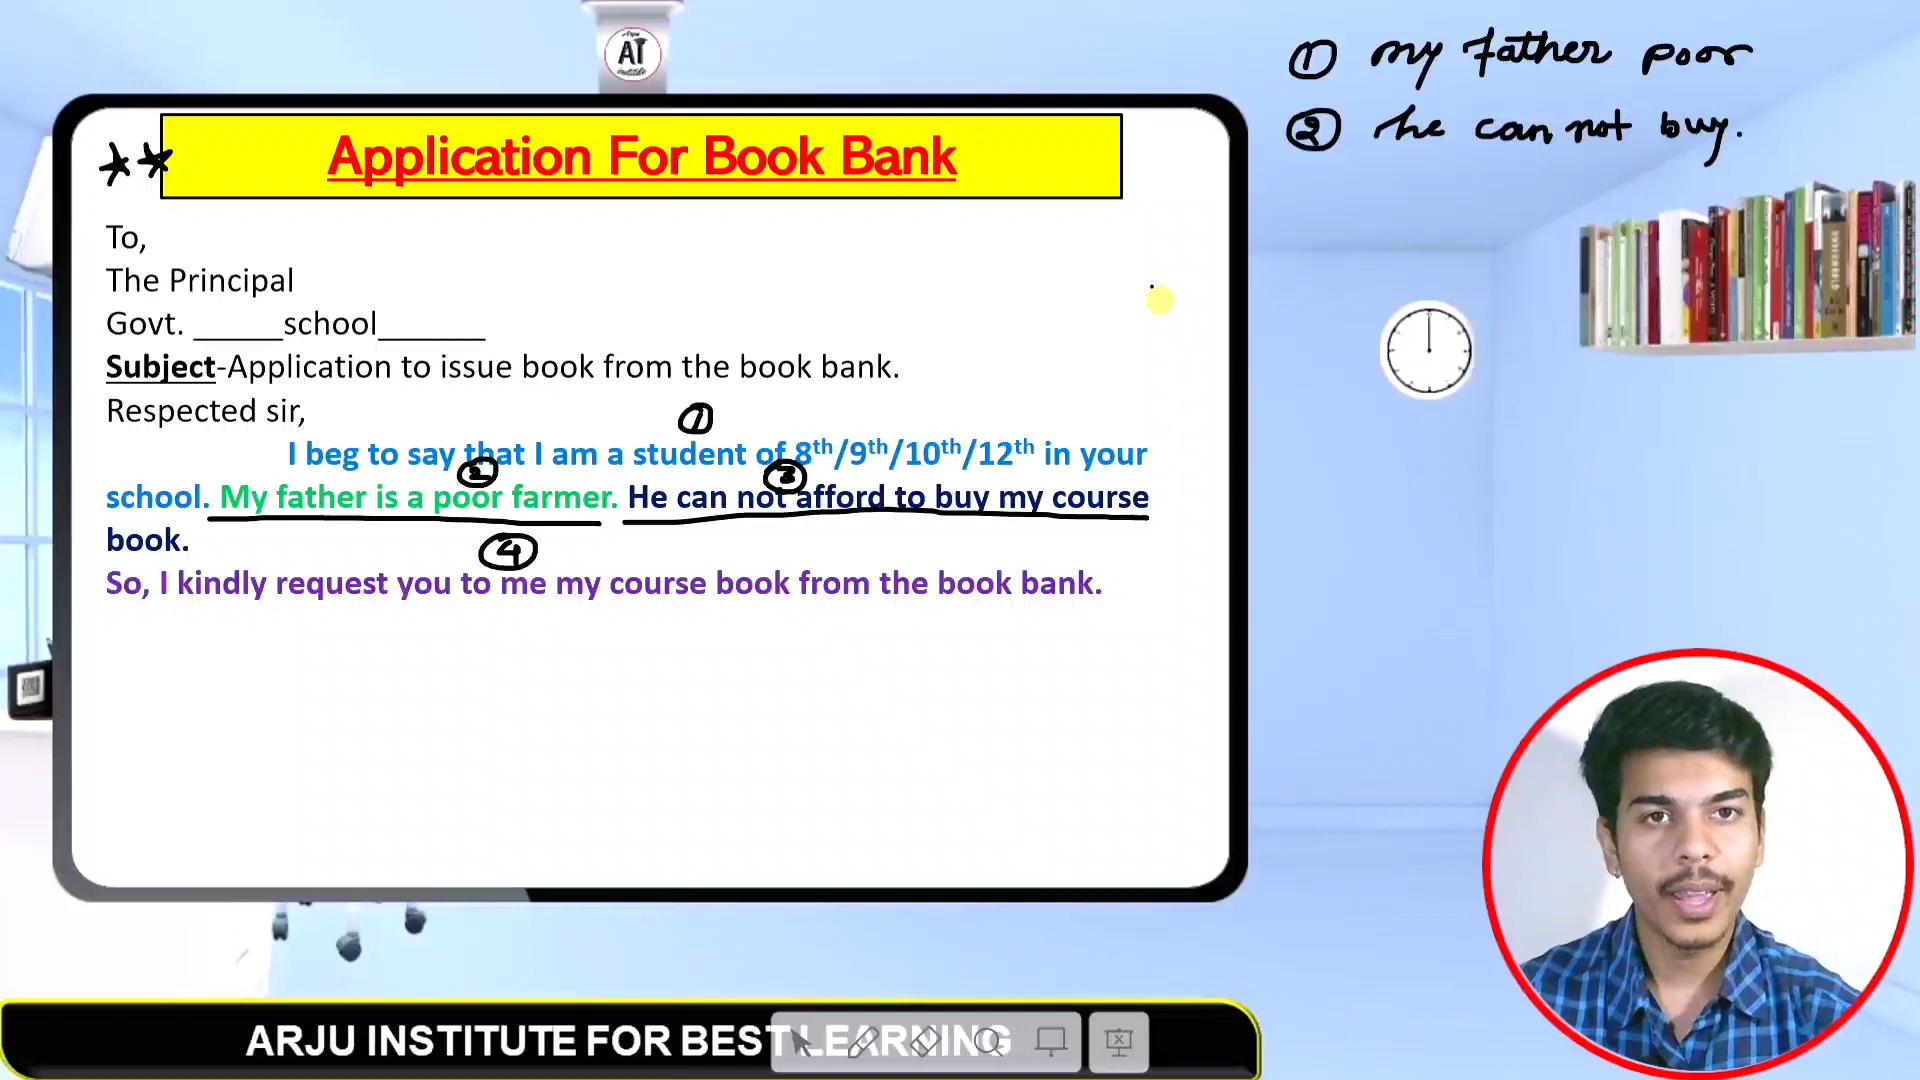 ① my father poor
② he can not buy.
Arju
AI
institute
** Application For Book Bank
To,
The Principal
Govt. _____school______
Subject-Application to issue book from the book bank.
Respected sir,
①
I beg to say that I am a student of 8th/9th/10th/12th in your
② ③
school. My father is a poor farmer. He can not afford to buy my course
book.
④
So, I kindly request you to me my course book from the book bank.
ARJU INSTITUTE FOR BEST LEARNING